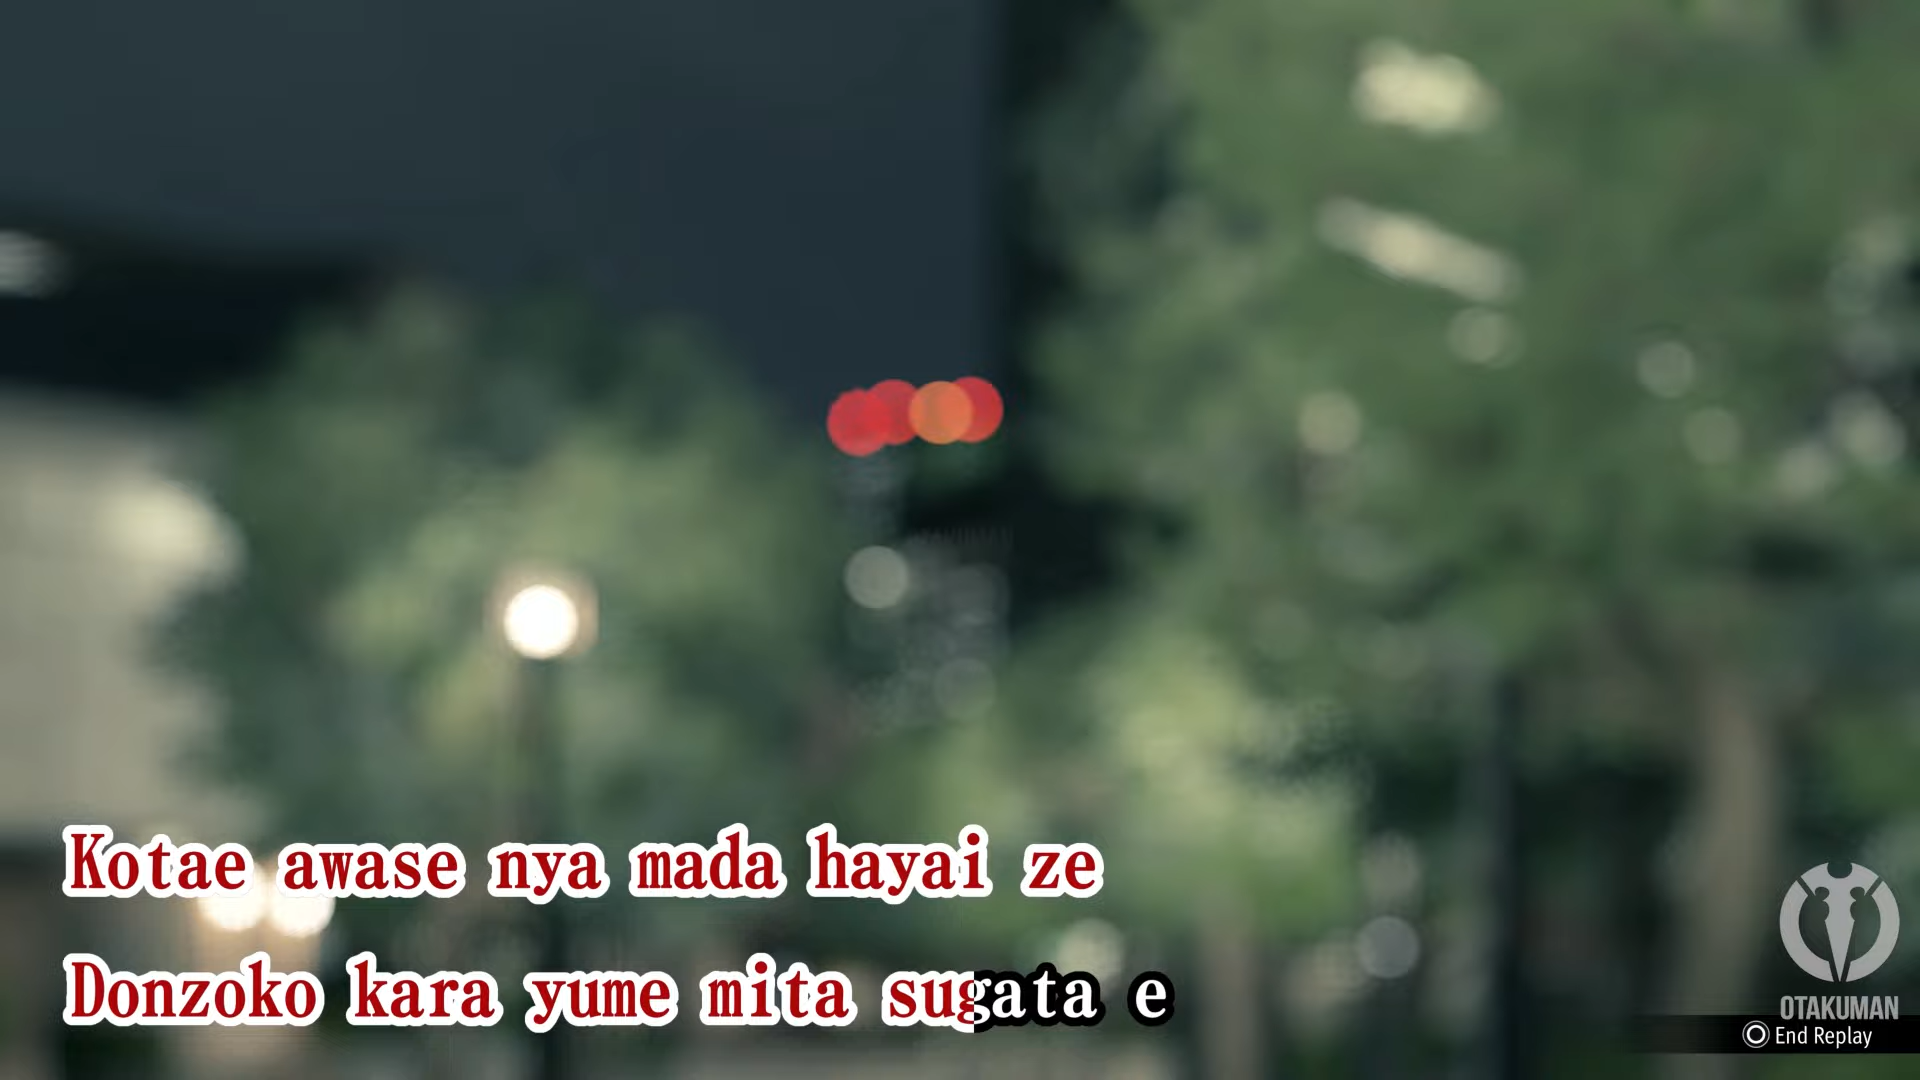 Kotae awase nya mada hayai ze
Donzoko kara yume mita sugata e
OTAKUMAN
End Replay